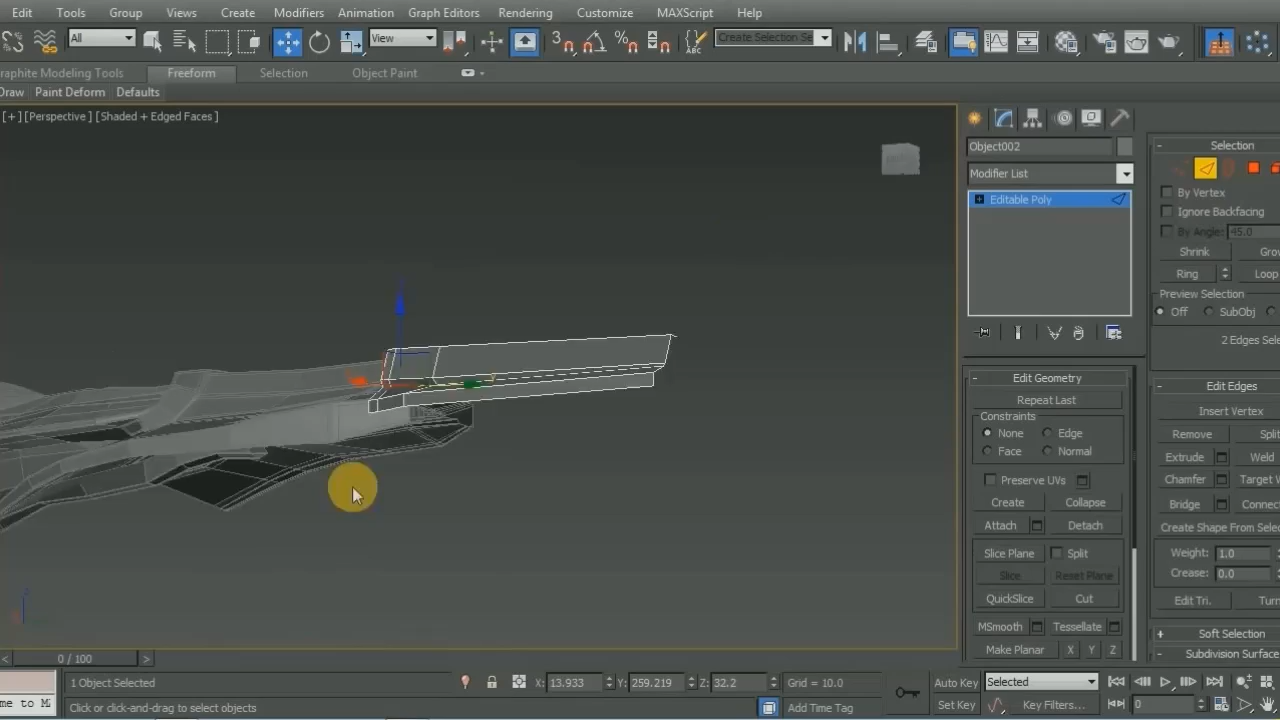 Edit Tools Group Views Create Modifiers Animation Graph Editors Rendering Customize MAXScript Help
All View 3 ABC Create Selection Se
raphite Modeling Tools Freeform Selection Object Paint
Draw Paint Deform Defaults
[+][Perspective][Shaded + Edged Faces]
Object002
Modifier List
Editable Poly
Selection
By Vertex
Ignore Backfacing
By Angle: 45.0
Shrink Gro
Ring Loop
Preview Selection
Off SubObj
2 Edges Sele
Edit Geometry
Repeat Last
Constraints
None Edge
Face Normal
Preserve UVs
Create Collapse
Attach Detach
Slice Plane Split
Slice Reset Plane
QuickSlice Cut
MSmooth Tessellate
Make Planar X Y Z
Edit Edges
Insert Vertex
Remove Split
Extrude Weld
Chamfer Target W
Bridge Connec
Create Shape From Selec
Weight: 1.0
Crease: 0.0
Edit Tri. Turn
Soft Selection
Subdivision Surface
< 0 / 100 >
1 Object Selected X: 13.933 Y: 259.219 Z: 32.2 Grid = 10.0 Auto Key Selected
me to M Click or click-and-drag to select objects Add Time Tag Set Key Key Filters... 0